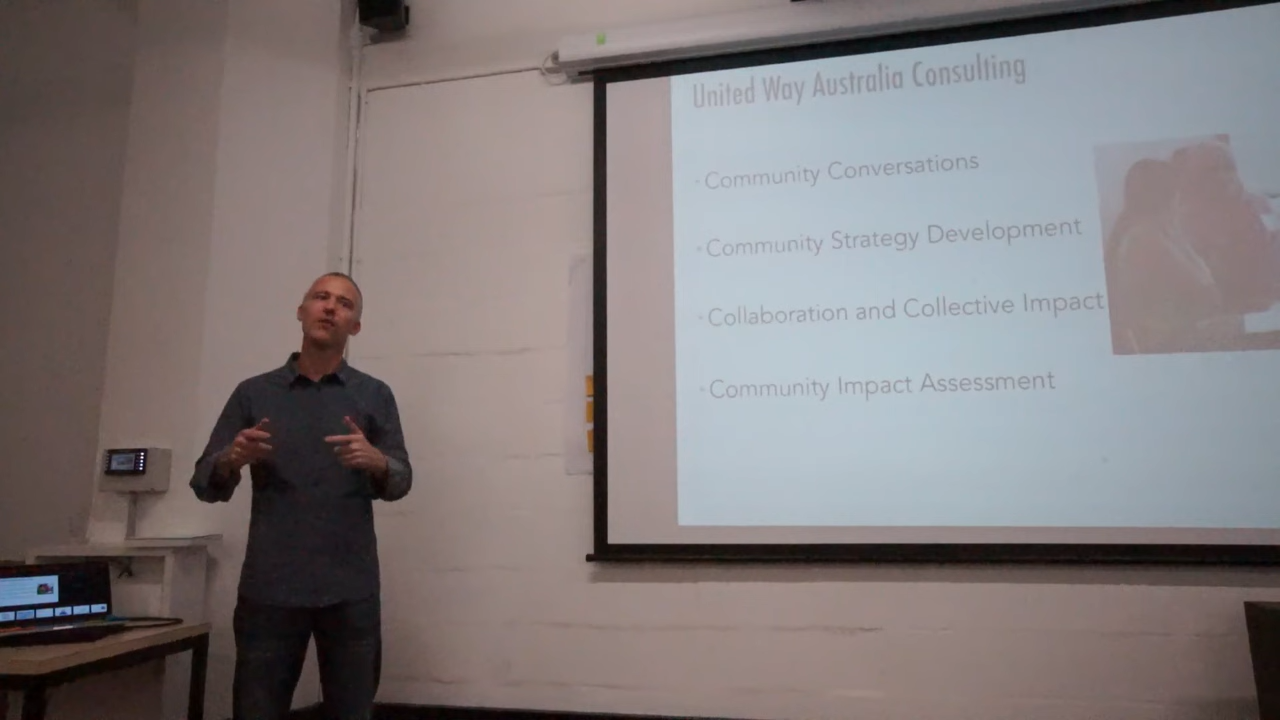 United Way Australia Consulting
Community Conversations
Community Strategy Development
Collaboration and Collective Impact
Community Impact Assessment